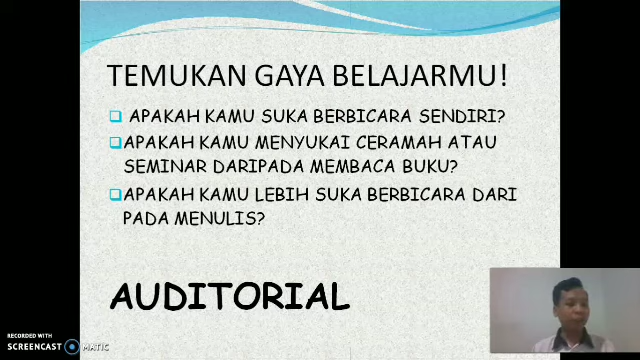 TEMUKAN GAYA BELAJARMU!
APAKAH KAMU SUKA BERBICARA SENDIRI?
APAKAH KAMU MENYUKAI CERAMAH ATAU
SEMINAR DARIPADA MEMBACA BUKU?
APAKAH KAMU LEBIH SUKA BERBICARA DARI
PADA MENULIS?
AUDITORIAL
RECORDED WITH
SCREENCAST MATIC